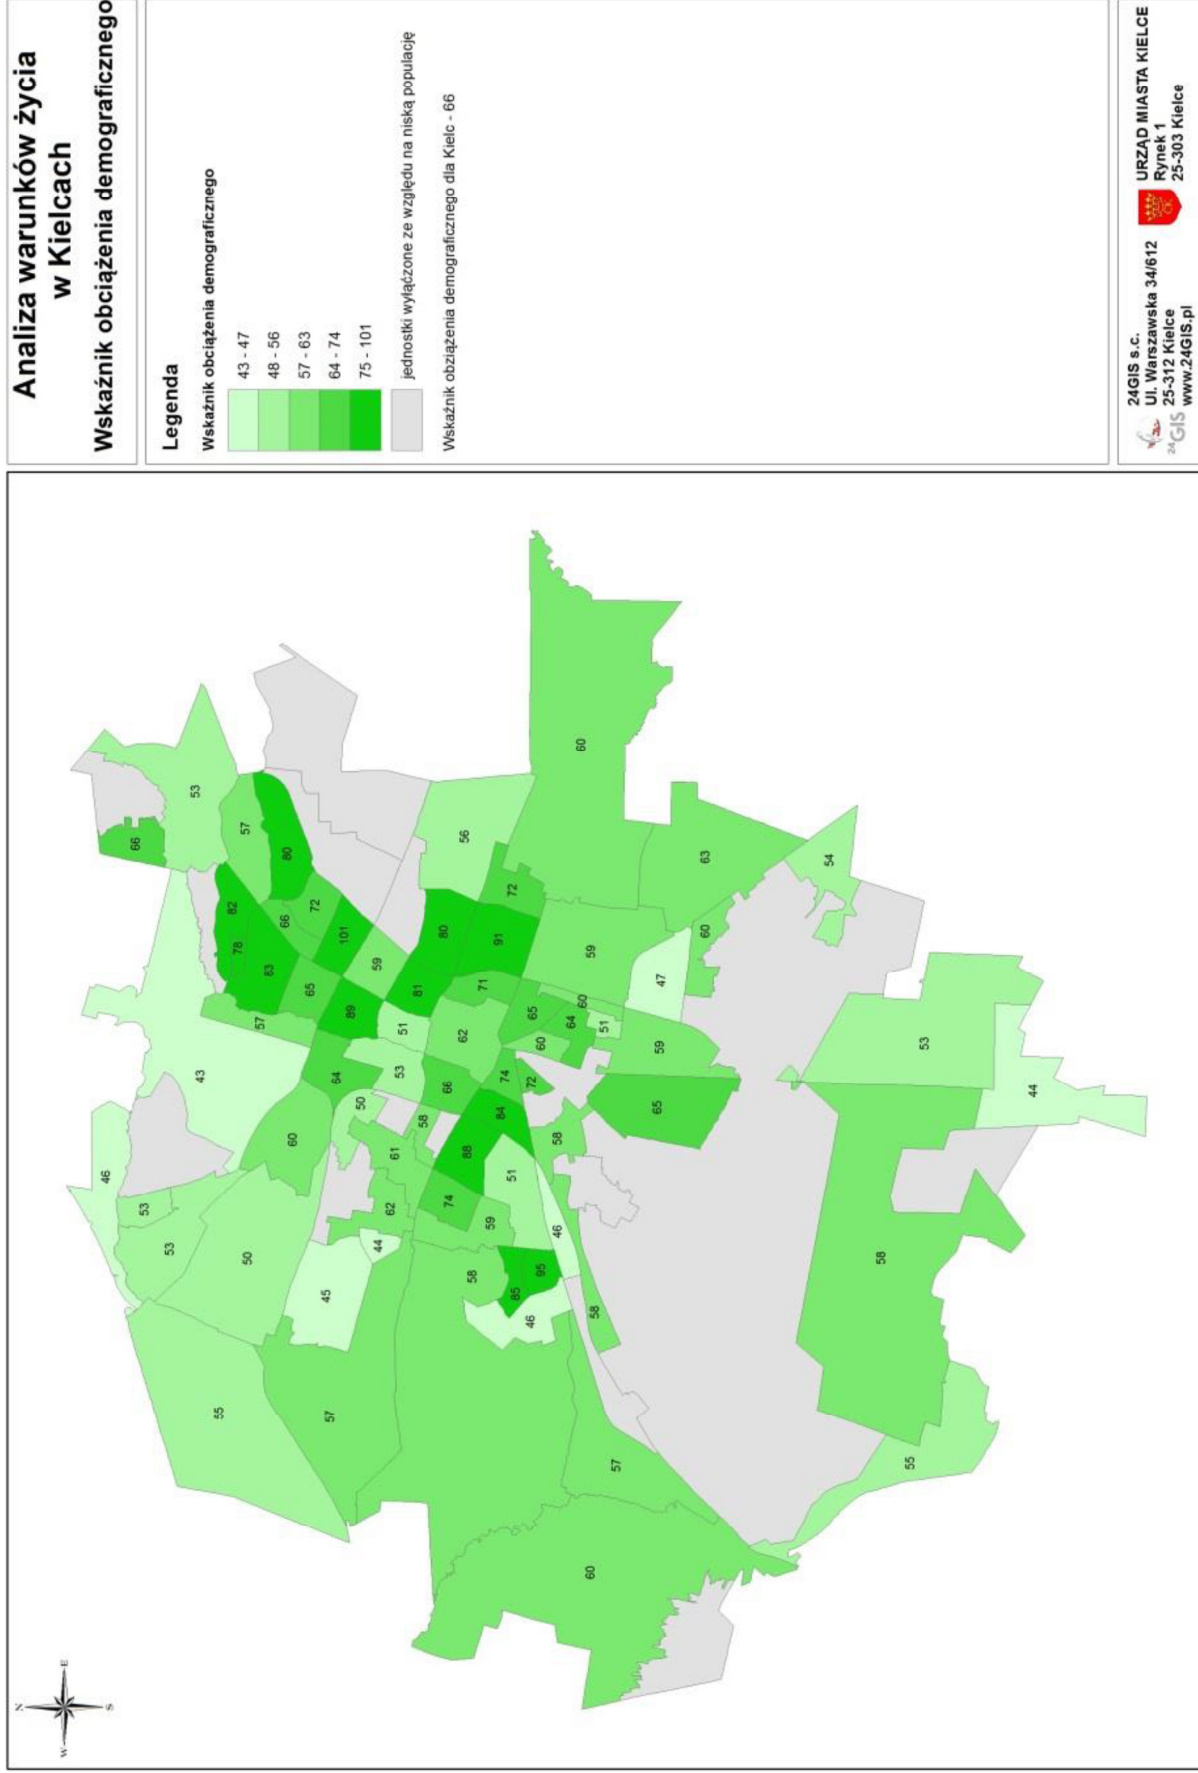 Analiza warunków życia
w Kielcach
Wskaźnik obciążenia demograficznego
Legenda
Wskaźnik obciążenia demograficznego
43 - 47
48 - 56
57 - 63
64 - 74
75 - 101
jednostki wyłączone ze względu na niską populację
Wskaźnik obziążenia demograficznego dla Kielc - 66
N
W
E
S
46
66
53
53
53
43
55
82
78
57
50
57
83
66
80
60
65
72
45
57
64
101
89
50
59
44
62
61
53
51
81
58
80
66
74
62
56
88
58
71
59
91
84
74
72
51
85
46
72
65
60
95
46
58
64
60
60
59
60
58
51
57
65
59
47
60
63
54
58
55
53
44
24GIS s.c.
Ul. Warszawska 34/612
25-312 Kielce
www.24GIS.pl
24GIS
URZĄD MIASTA KIELCE
Rynek 1
25-303 Kielce
CK